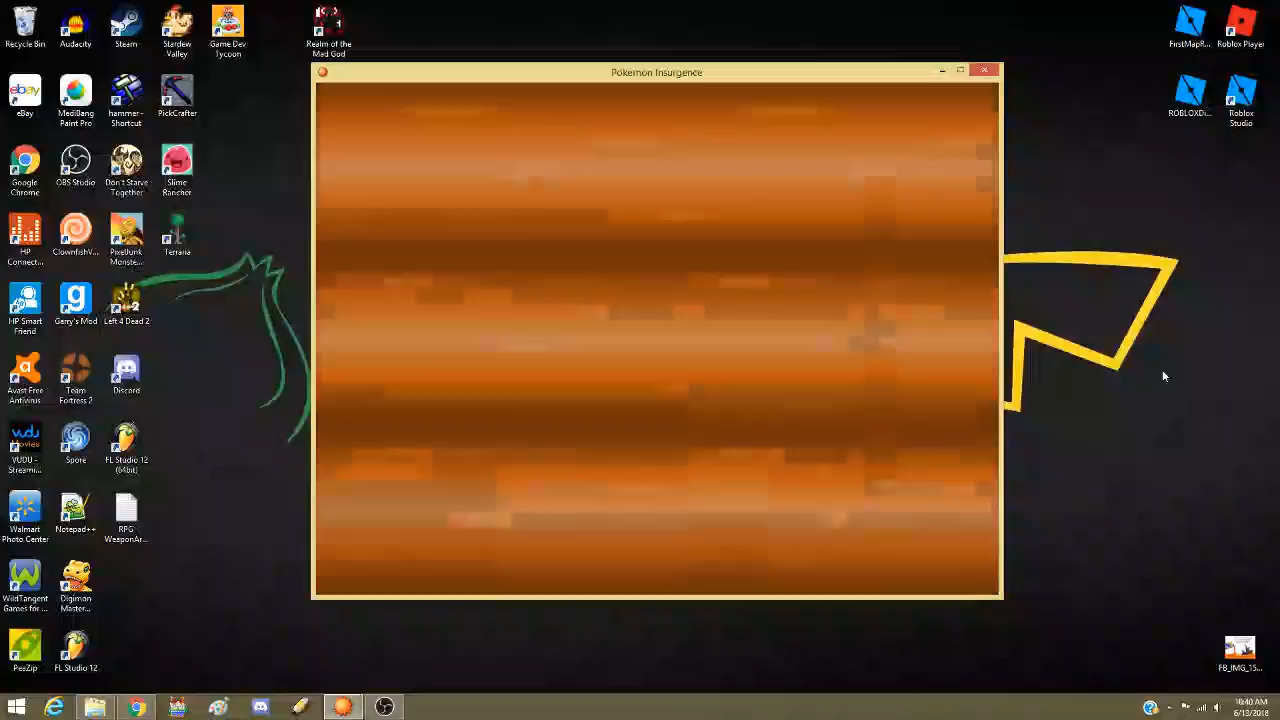 Recycle Bin
Audacity
Steam
Stardew
Valley
Game Dev
Tycoon
Realm of the
Mad God
FirstMapR...
Roblox Player
Pokemon Insurgence
eBay
MediBang
Paint Pro
hammer -
Shortcut
PickCrafter
ROBLOXDi...
Roblox
Studio
Google
Chrome
OBS Studio
Don't Starve
Together
Slime
Rancher
HP
Connect...
ClownfishV...
PixelJunk
Monste...
Terraria
HP Smart
Friend
Garry's Mod
Left 4 Dead 2
Avast Free
Antivirus
Team
Fortress 2
Discord
VUDU
Movies
VUDU -
Streami...
Spore
FL Studio 12
FL Studio 12
(64bit)
Walmart
Photo Center
Notepad++
RPG
WeaponAr...
WildTangent
Games for ...
Digimon
Master...
PeaZip
FB_IMG_15...
10:40 AM
6/13/2018